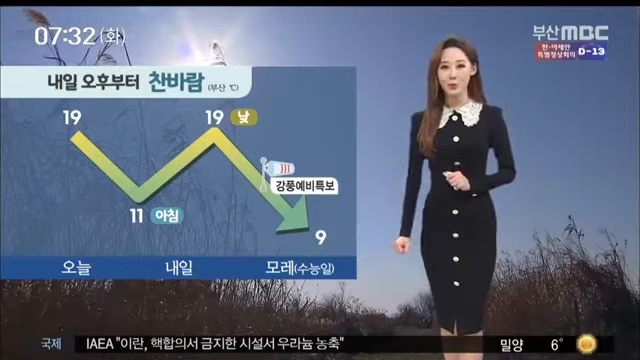 07:32 (화)
부산MBC
한·아세안
특별정상회의 D-13
내일 오후부터 찬바람 (부산 ℃)
19
19 낮
강풍예비특보
11 아침
9
오늘 내일 모레(수능일)
국제 IAEA "이란, 핵합의서 금지한 시설서 우라늄 농축" 밀양 6°